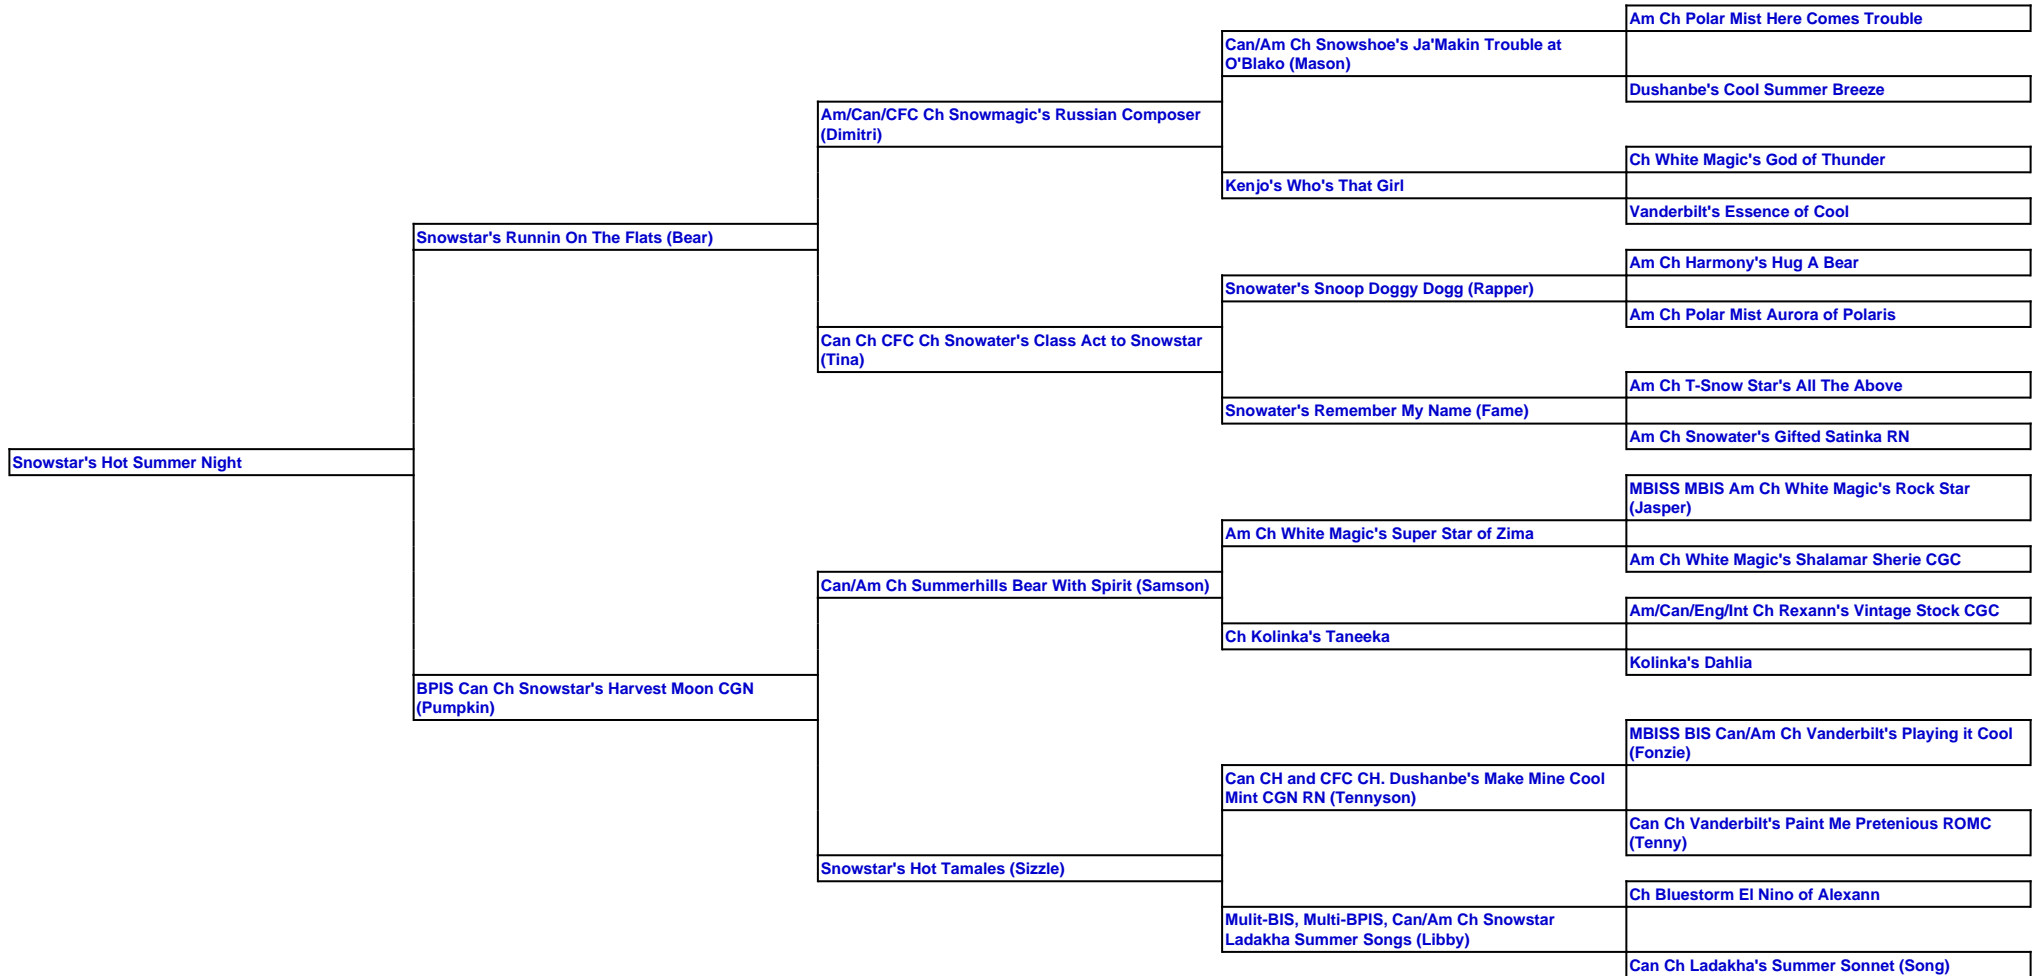 Am Ch Polar Mist Here Comes Trouble
Can/Am Ch Snowshoe's Ja'Makin Trouble at
O'Blako (Mason)
Dushanbe's Cool Summer Breeze
Am/Can/CFC Ch Snowmagic's Russian Composer
(Dimitri)
Ch White Magic's God of Thunder
Kenjo's Who's That Girl
Vanderbilt's Essence of Cool
Snowstar's Runnin On The Flats (Bear)
Am Ch Harmony's Hug A Bear
Snowater's Snoop Doggy Dogg (Rapper)
Am Ch Polar Mist Aurora of Polaris
Can Ch CFC Ch Snowater's Class Act to Snowstar
(Tina)
Am Ch T-Snow Star's All The Above
Snowater's Remember My Name (Fame)
Am Ch Snowater's Gifted Satinka RN
Snowstar's Hot Summer Night
MBISS MBIS Am Ch White Magic's Rock Star
(Jasper)
Am Ch White Magic's Super Star of Zima
Am Ch White Magic's Shalamar Sherie CGC
Can/Am Ch Summerhills Bear With Spirit (Samson)
Am/Can/Eng/Int Ch Rexann's Vintage Stock CGC
Ch Kolinka's Taneeka
Kolinka's Dahlia
BPIS Can Ch Snowstar's Harvest Moon CGN
(Pumpkin)
MBISS BIS Can/Am Ch Vanderbilt's Playing it Cool
(Fonzie)
Can CH and CFC CH. Dushanbe's Make Mine Cool
Mint CGN RN (Tennyson)
Can Ch Vanderbilt's Paint Me Pretenious ROMC
(Tenny)
Snowstar's Hot Tamales (Sizzle)
Ch Bluestorm El Nino of Alexann
Mulit-BIS, Multi-BPIS, Can/Am Ch Snowstar
Ladakha Summer Songs (Libby)
Can Ch Ladakha's Summer Sonnet (Song)